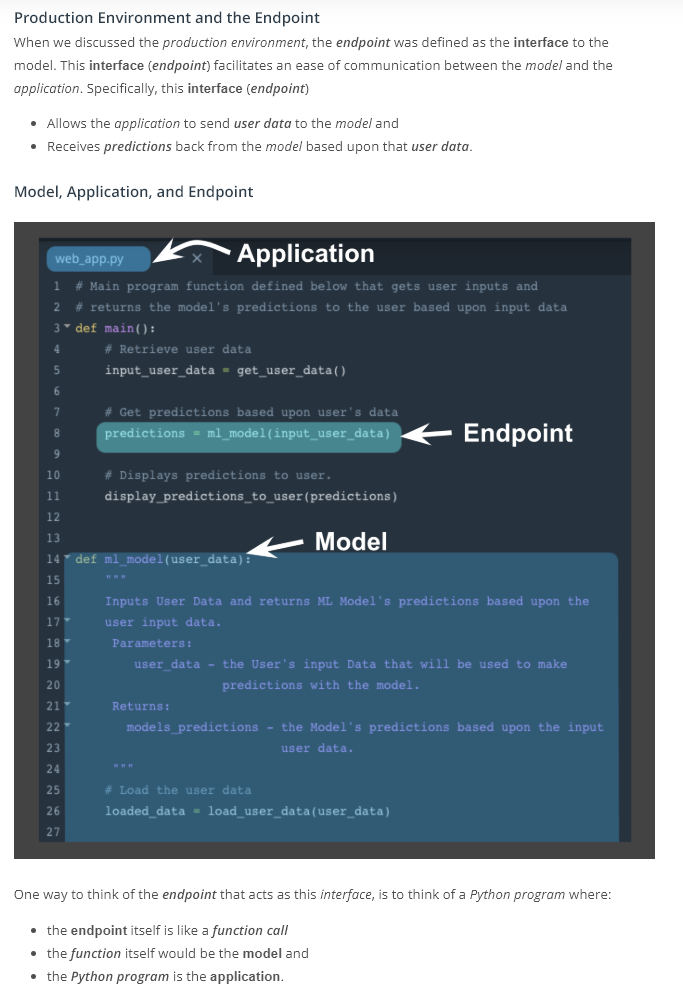 Production Environment and the Endpoint
When we discussed the production environment, the endpoint was defined as the interface to the
model. This interface (endpoint) facilitates an ease of communication between the model and the
application. Specifically, this interface (endpoint)
• Allows the application to send user data to the model and
• Receives predictions back from the model based upon that user data.
Model, Application, and Endpoint
web_app.py × Application
1 # Main program function defined below that gets user inputs and
2 # returns the model's predictions to the user based upon input data
3 def main():
4 # Retrieve user data
5 input_user_data = get_user_data()
6
7 # Get predictions based upon user's data
8 predictions = ml_model(input_user_data) Endpoint
9
10 # Displays predictions to user.
11 display_predictions_to_user(predictions)
12
13
Model
14 def ml_model(user_data):
15 """
16 Inputs User Data and returns ML Model's predictions based upon the
17 user input data.
18 Parameters:
19 user_data - the User's input Data that will be used to make
20 predictions with the model.
21 Returns:
22 models_predictions - the Model's predictions based upon the input
23 user data.
24 """
25 # Load the user data
26 loaded_data = load_user_data(user_data)
27
One way to think of the endpoint that acts as this interface, is to think of a Python program where:
• the endpoint itself is like a function call
• the function itself would be the model and
• the Python program is the application.